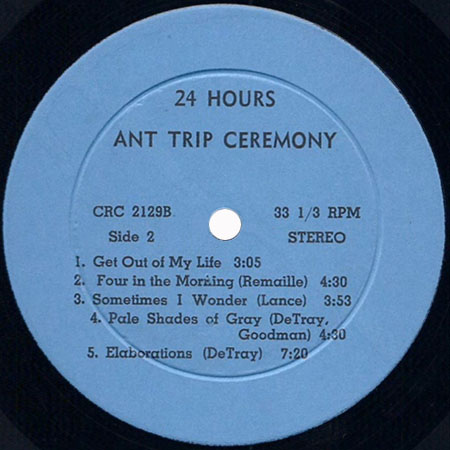 24 HOURS
ANT TRIP CEREMONY
CRC 2129B 33 1/3 RPM
Side 2 STEREO
1. Get Out of My Life 3:05
2. Four in the Morning (Remaille) 4:30
3. Sometimes I Wonder (Lance) 3:53
4. Pale Shades of Gray (DeTray,
Goodman) 4:30
5. Elaborations (DeTray) 7:20